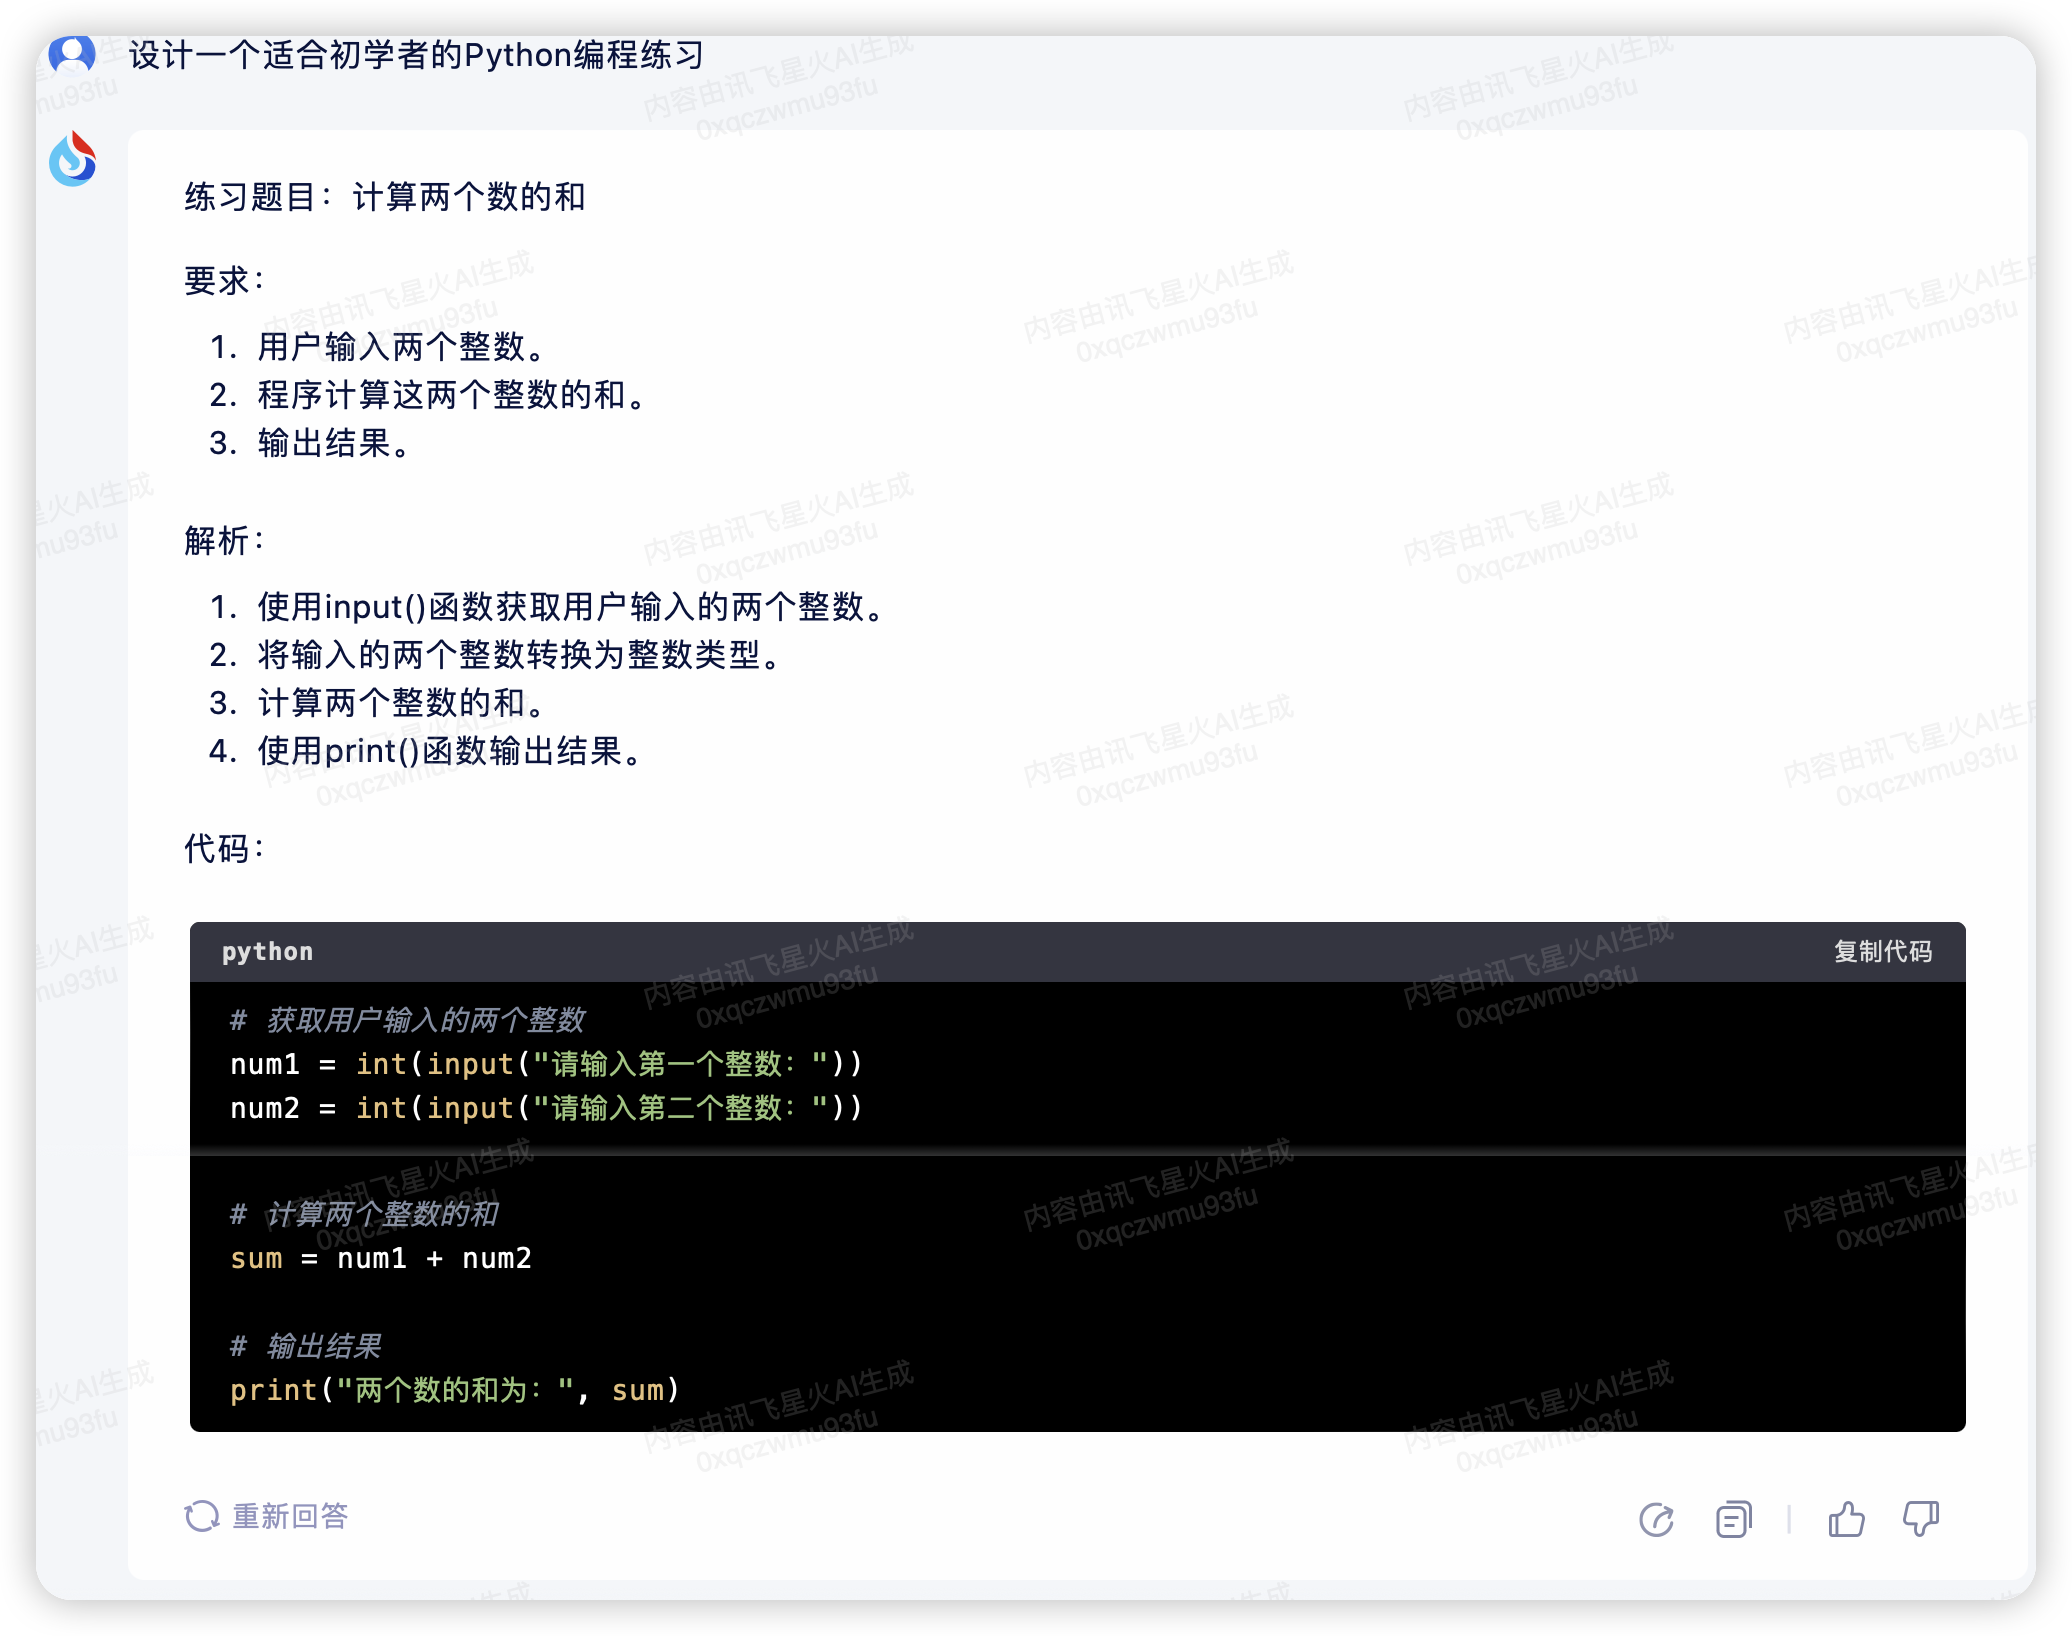 设计一个适合初学者的Python编程练习
练习题目：计算两个数的和
要求：
1. 用户输入两个整数。
2. 程序计算这两个整数的和。
3. 输出结果。
解析：
1. 使用input()函数获取用户输入的两个整数。
2. 将输入的两个整数转换为整数类型。
3. 计算两个整数的和。
4. 使用print()函数输出结果。
代码：
python 复制代码
# 获取用户输入的两个整数
num1 = int(input("请输入第一个整数："))
num2 = int(input("请输入第二个整数："))
# 计算两个整数的和
sum = num1 + num2
# 输出结果
print("两个数的和为：", sum)
重新回答
内容由讯飞星火AI生成
0xqczwmu93fu